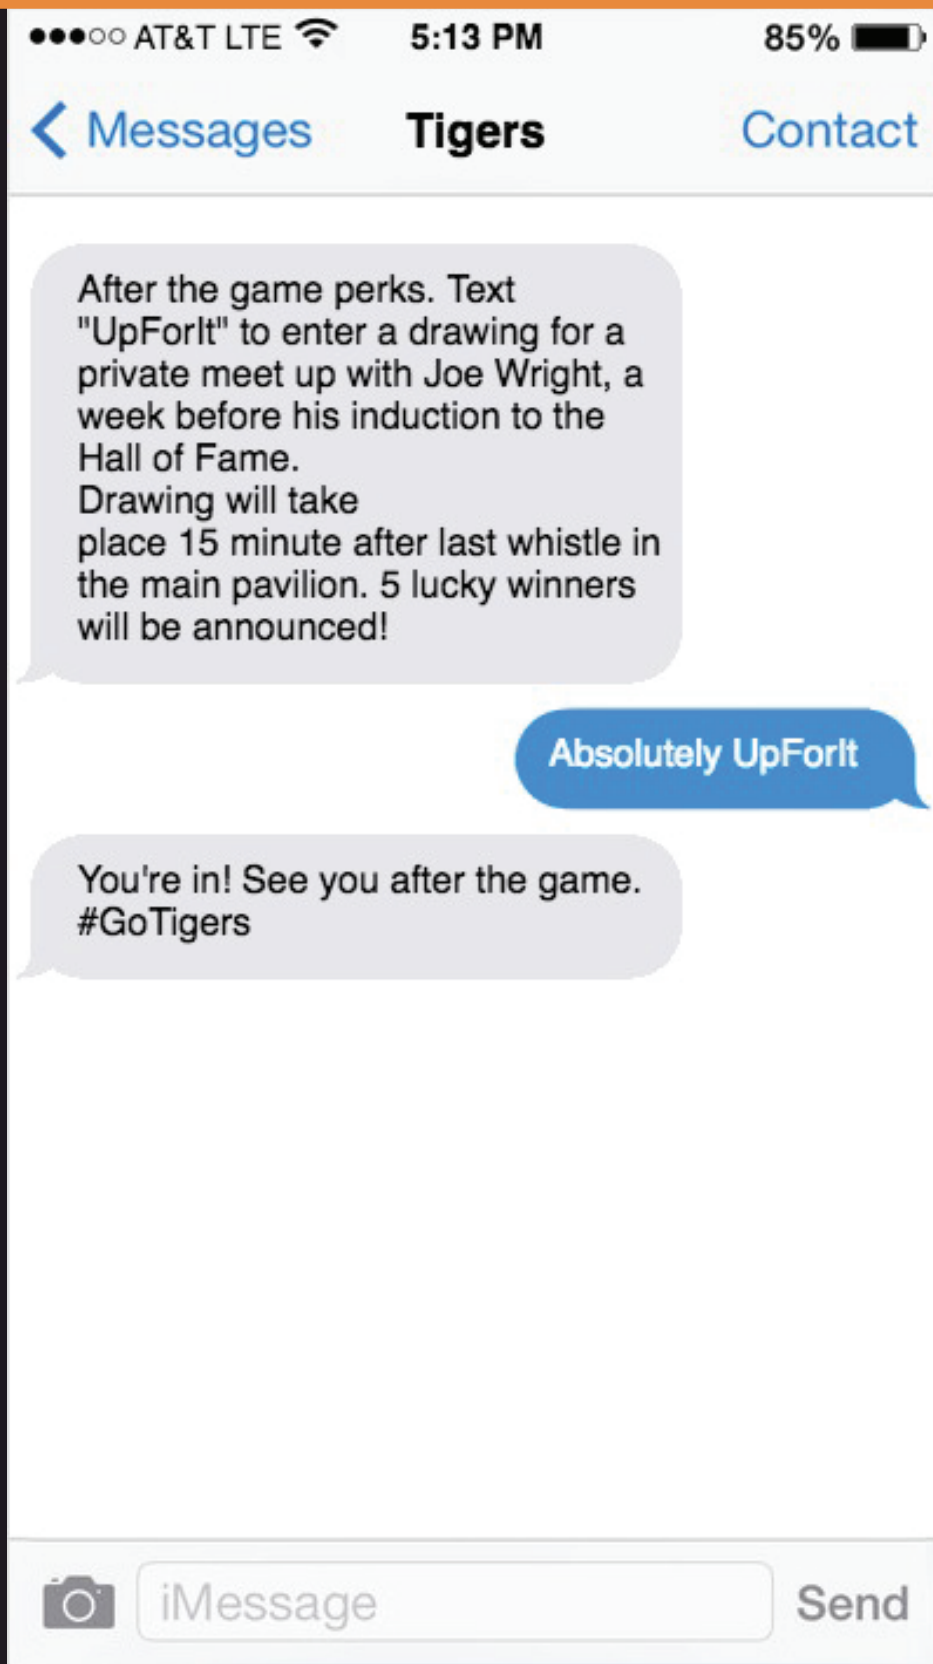 AT&T LTE 5:13 PM 85%
Messages Tigers Contact
After the game perks. Text
"UpForIt" to enter a drawing for a
private meet up with Joe Wright, a
week before his induction to the
Hall of Fame.
Drawing will take
place 15 minute after last whistle in
the main pavilion. 5 lucky winners
will be announced!
Absolutely UpForIt
You're in! See you after the game.
#GoTigers
iMessage Send